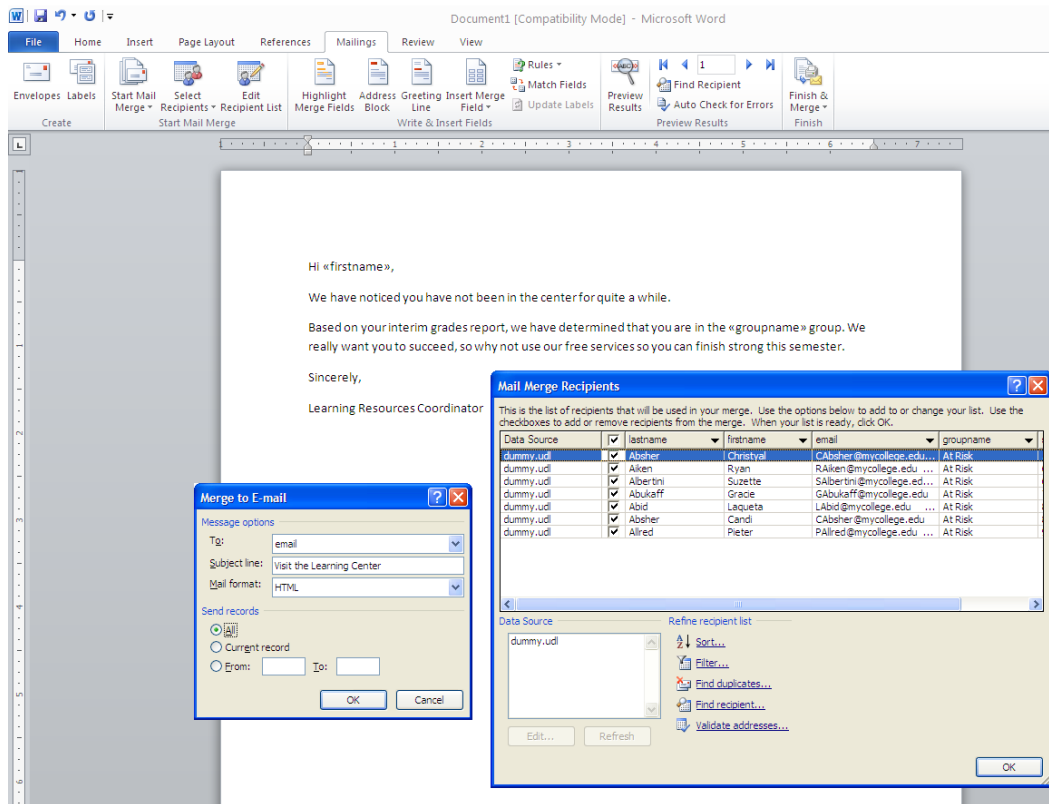 Document1 [Compatibility Mode] - Microsoft Word
File Home Insert Page Layout References Mailings Review View
Envelopes Labels Start Mail Merge Select Recipients Edit Recipient List Highlight Merge Fields Address Block Greeting Line Insert Merge Field Rules Match Fields Update Labels Preview Results 1 Find Recipient Auto Check for Errors Finish & Merge
Create Start Mail Merge Write & Insert Fields Preview Results Finish
1 1 2 3 4 5 6 7
Hi «firstname»,
We have noticed you have not been in the center for quite a while.
Based on your interim grades report, we have determined that you are in the «groupname» group. We
really want you to succeed, so why not use our free services so you can finish strong this semester.
Sincerely,
Learning Resources Coordinator
Mail Merge Recipients
This is the list of recipients that will be used in your merge. Use the options below to add to or change your list. Use the
checkboxes to add or remove recipients from the merge. When your list is ready, click OK.
Data Source lastname firstname email groupname
dummy.udl Absher Christyal CAbsher@mycollege.edu... At Risk
dummy.udl Aiken Ryan RAiken@mycollege.edu ... At Risk
dummy.udl Albertini Suzette SAlbertini@mycollege.ed... At Risk
dummy.udl Abukaff Gracie GAbukaff@mycollege.edu At Risk
dummy.udl Abid Laqueta LAbid@mycollege.edu ... At Risk
dummy.udl Absher Candi CAbsher@mycollege.edu At Risk
dummy.udl Allred Pieter PAllred@mycollege.edu ... At Risk
Data Source Refine recipient list
dummy.udl
Sort...
Filter...
Find duplicates...
Find recipient...
Validate addresses...
Edit... Refresh
OK
Merge to E-mail
Message options
To: email
Subject line: Visit the Learning Center
Mail format: HTML
Send records
All
Current record
From: To:
OK Cancel